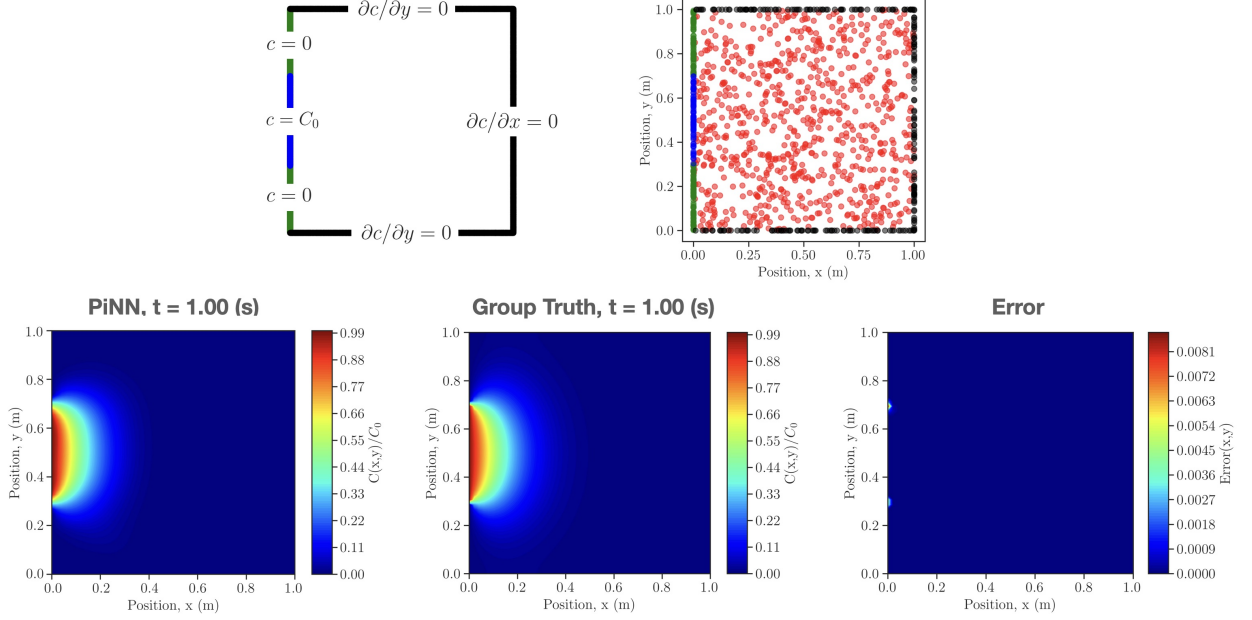 ∂c/∂y = 0
c = 0
c = C₀
c = 0
∂c/∂x = 0
∂c/∂y = 0
Position, y (m)
1.0
0.8
0.6
0.4
0.2
0.0
0.00 0.25 0.50 0.75 1.00
Position, x (m)
PiNN, t = 1.00 (s)
Position, y (m)
1.0
0.8
0.6
0.4
0.2
0.0
0.0 0.2 0.4 0.6 0.8 1.0
Position, x (m)
0.99
0.88
0.77
0.66
0.55
0.44
0.33
0.22
0.11
0.00
C(x,y)/C₀
Group Truth, t = 1.00 (s)
Position, y (m)
1.0
0.8
0.6
0.4
0.2
0.0
0.0 0.2 0.4 0.6 0.8 1.0
Position, x (m)
0.99
0.88
0.77
0.66
0.55
0.44
0.33
0.22
0.11
0.00
C(x,y)/C₀
Error
Position, y (m)
1.0
0.8
0.6
0.4
0.2
0.0
0.0 0.2 0.4 0.6 0.8 1.0
Position, x (m)
0.0081
0.0072
0.0063
0.0054
0.0045
0.0036
0.0027
0.0018
0.0009
0.0000
Error(x,y)